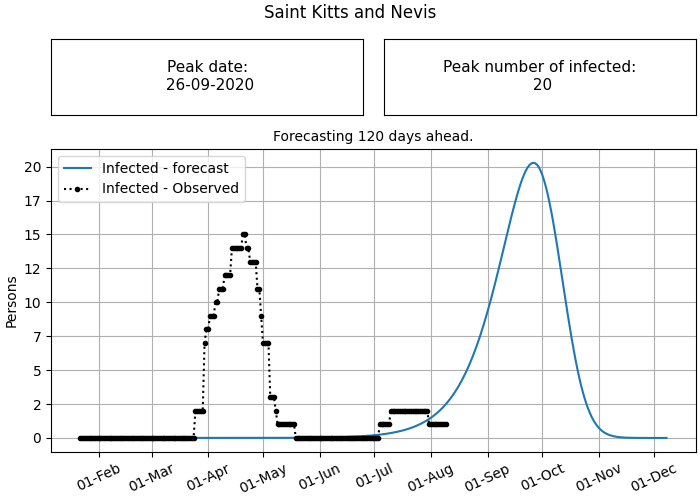 Saint Kitts and Nevis
Peak date:
26-09-2020
Peak number of infected:
20
Forecasting 120 days ahead.
Infected - forecast
Infected - Observed
Persons
20
17
15
12
10
7
5
2
0
01-Feb
01-Mar
01-Apr
01-May
01-Jun
01-Jul
01-Aug
01-Sep
01-Oct
01-Nov
01-Dec